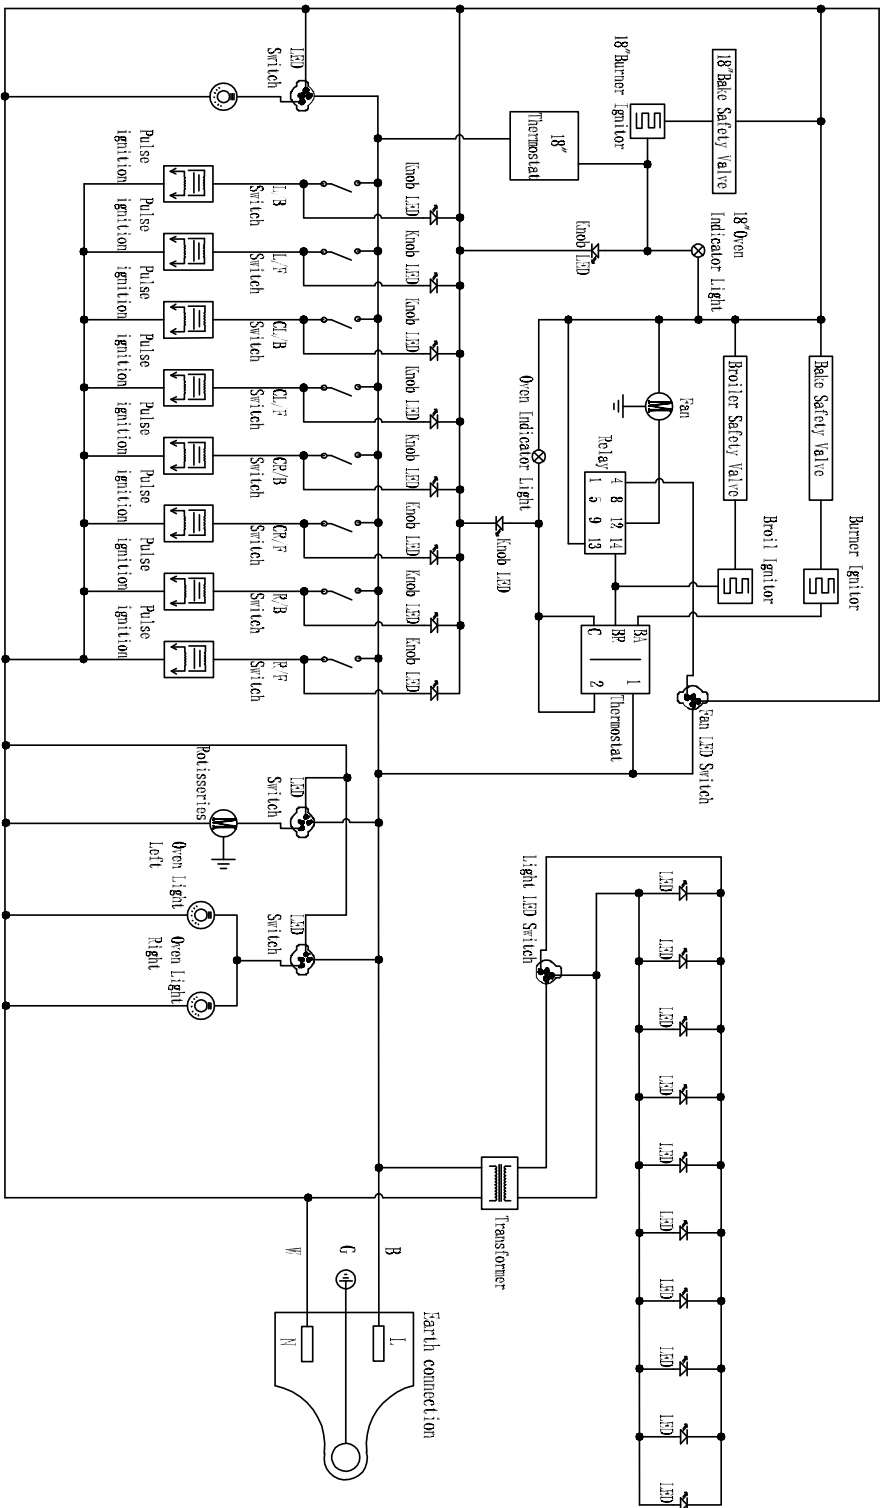 Burner Ignitor
Bake Safety Valve
Broil Ignitor
18"Oven
Indicator Light
18"Bake Safety Valve
Broiler Safety Valve
Fan LED Switch
Fan
LED
LED
LED
LED
LED
LED
LED
LED
LED
LED
18"Burner Ignitor
Relay
4 8 12 14
1 5 9 13
BA 1
BR
C 2
Thermostat
18"
Thermostat
Knob LED
Oven Indicator Light
Light LED Switch
Knob LED
Transformer
Earth connection
Knob LED
Knob LED
Knob LED
Knob LED
Knob LED
Knob LED
Knob LED
Knob LED
B
L
G
W
N
LED
Switch
L/B
Switch
L/F
Switch
CL/B
Switch
CL/F
Switch
CR/B
Switch
CR/F
Switch
R/B
Switch
R/F
Switch
LED
Switch
LED
Switch
Rotisseries
Oven Light
Left
Oven Light
Right
Pulse
ignition
Pulse
ignition
Pulse
ignition
Pulse
ignition
Pulse
ignition
Pulse
ignition
Pulse
ignition
Pulse
ignition